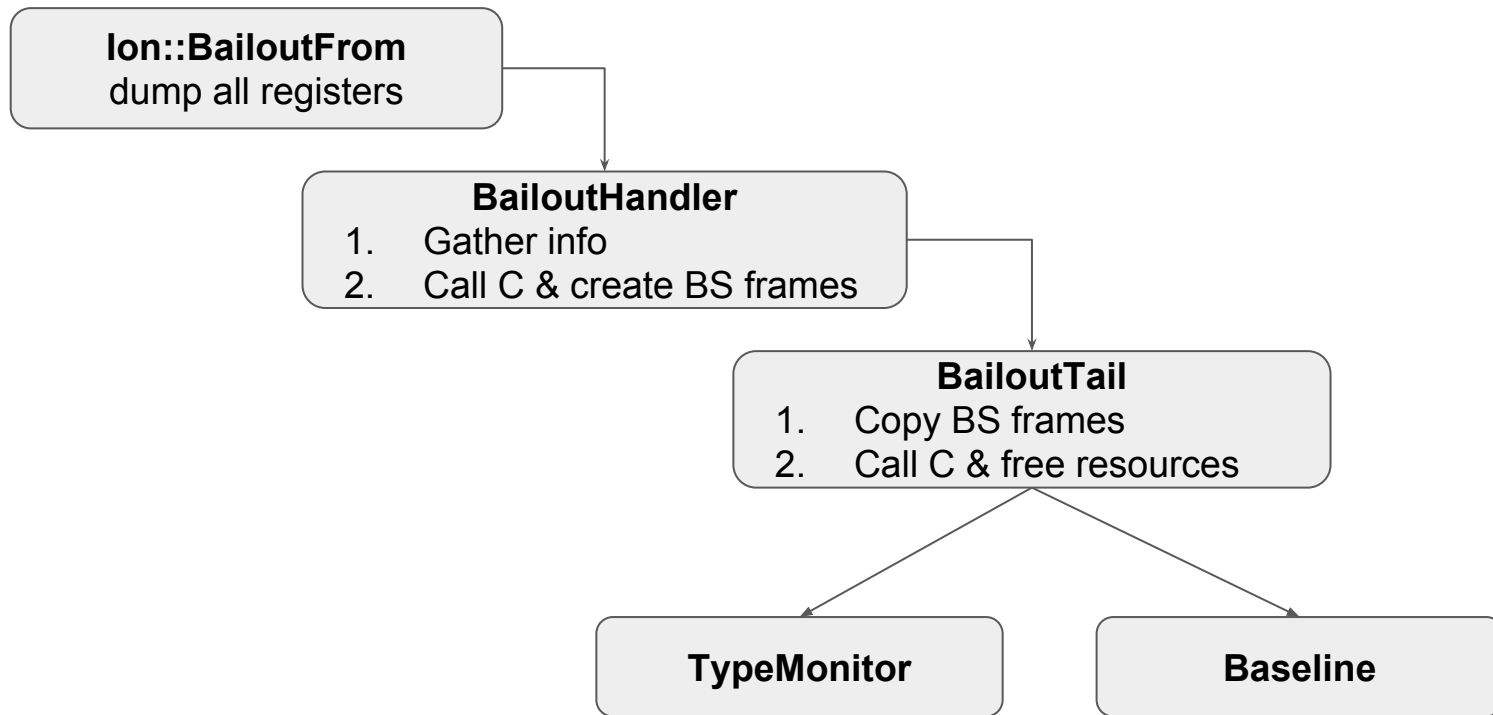 Ion::BailoutFrom
dump all registers
BailoutHandler
1. Gather info
2. Call C & create BS frames
BailoutTail
1. Copy BS frames
2. Call C & free resources
TypeMonitor
Baseline